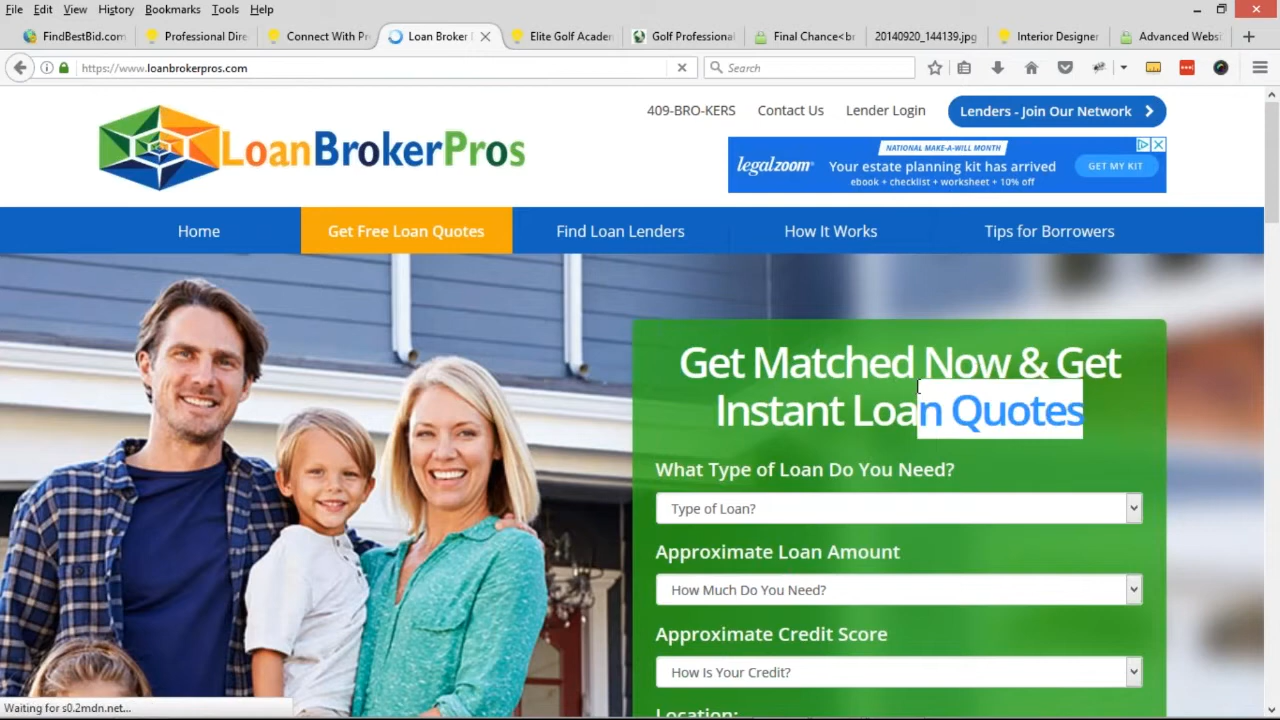 File Edit View History Bookmarks Tools Help
FindBestBid.com
Professional Dire
Connect With Pr
Loan Broker
Elite Golf Acader
Golf Professional
Final Chance<br
20140920_144139.jpg
Interior Designer
Advanced Websi
https://www.loanbrokerpros.com
Search
409-BRO-KERS Contact Us Lender Login Lenders - Join Our Network
LoanBrokerPros
NATIONAL MAKE-A-WILL MONTH
legalzoom Your estate planning kit has arrived GET MY KIT
ebook + checklist + worksheet + 10% off
Home Get Free Loan Quotes Find Loan Lenders How It Works Tips for Borrowers
Get Matched Now & Get
Instant Loan Quotes
What Type of Loan Do You Need?
Type of Loan?
Approximate Loan Amount
How Much Do You Need?
Approximate Credit Score
How Is Your Credit?
Location:
Waiting for s0.2mdn.net...